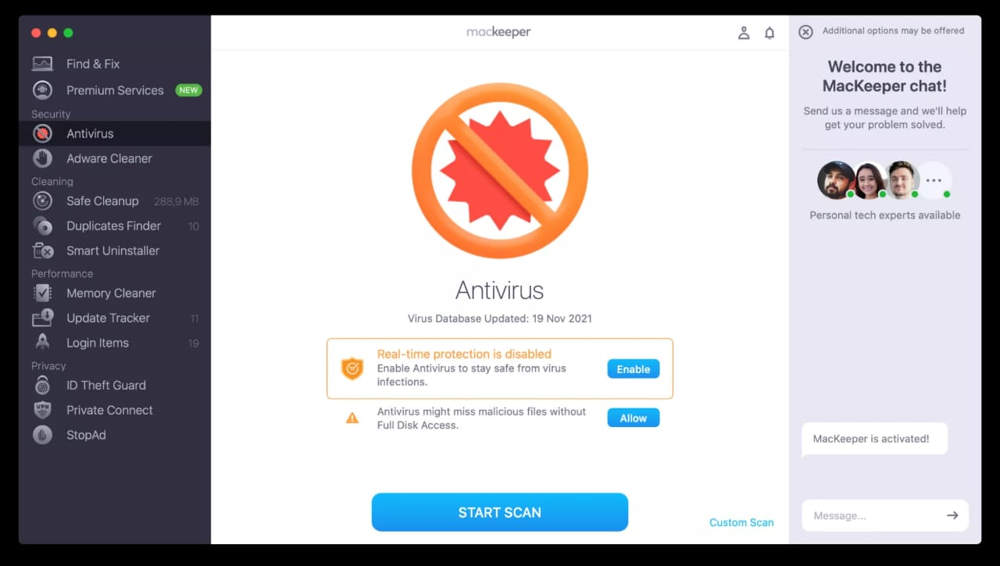 Find & Fix
Premium Services NEW
Security
Antivirus
Adware Cleaner
Cleaning
Safe Cleanup 288,9 MB
Duplicates Finder 10
Smart Uninstaller
Performance
Memory Cleaner
Update Tracker 11
Login Items 19
Privacy
ID Theft Guard
VPN
Private Connect
StopAd
mackeeper
Antivirus
Virus Database Updated: 19 Nov 2021
Real-time protection is disabled
Enable Antivirus to stay safe from virus
infections.
Enable
Antivirus might miss malicious files without
Full Disk Access.
Allow
START SCAN
Custom Scan
Additional options may be offered
Welcome to the
MacKeeper chat!
Send us a message and we'll help
get your problem solved.
Personal tech experts available
MacKeeper is activated!
Message...